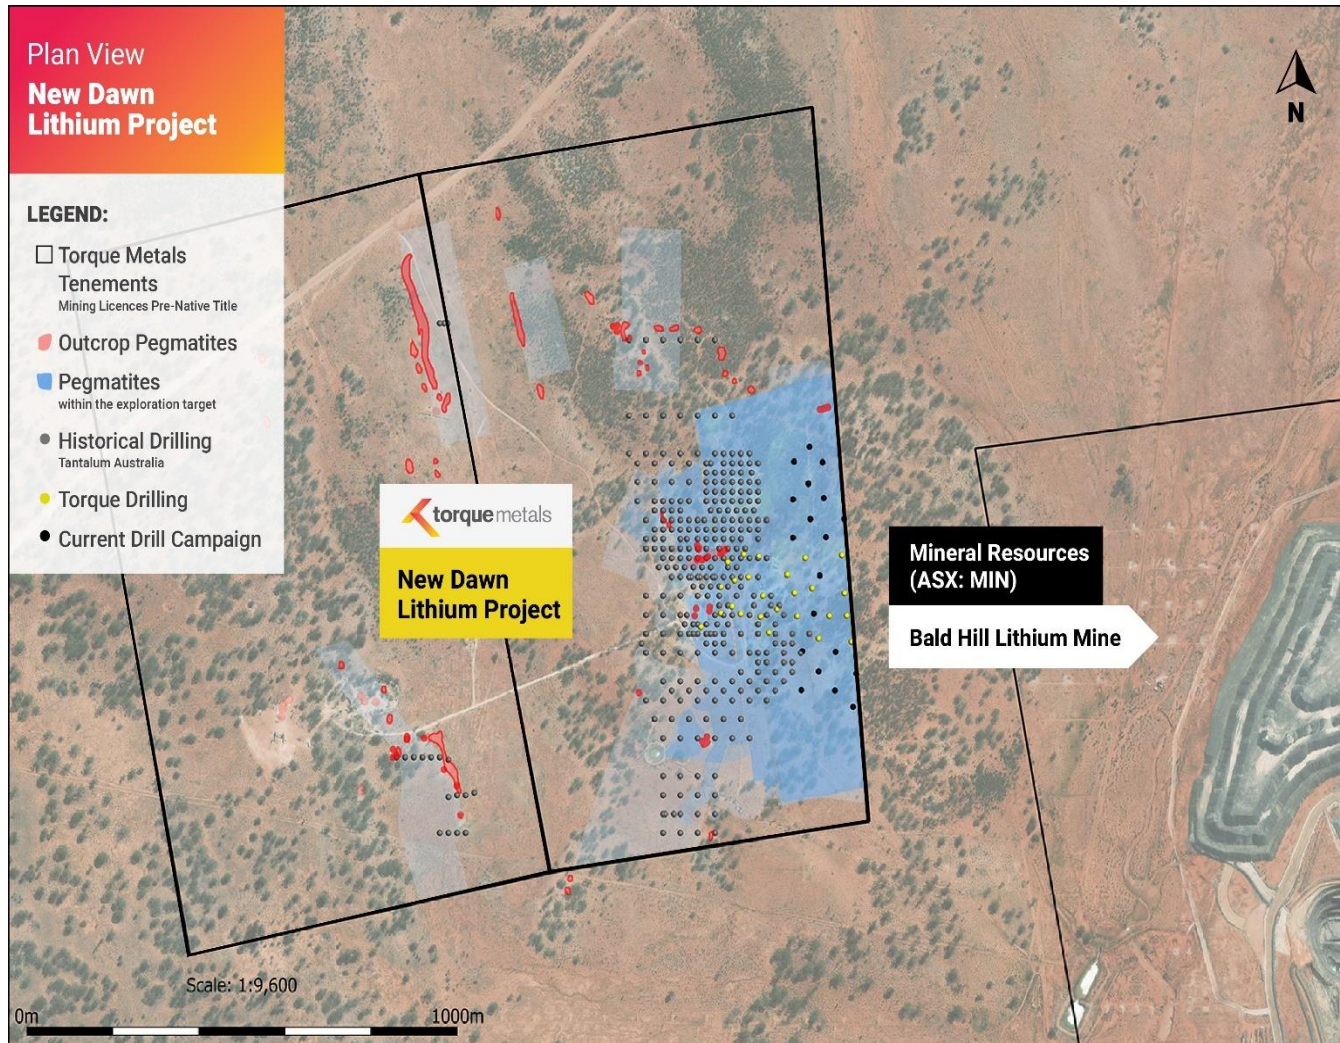 Plan View
New Dawn
Lithium Project
LEGEND:
Torque Metals
Tenements
Mining Licences Pre-Native Title
Outcrop Pegmatites
Pegmatites
within the exploration target
Historical Drilling
Tantalum Australia
Torque Drilling
Current Drill Campaign
N
torquemetals
New Dawn
Lithium Project
Mineral Resources
(ASX: MIN)
Bald Hill Lithium Mine
Scale: 1:9,600
0m
1000m